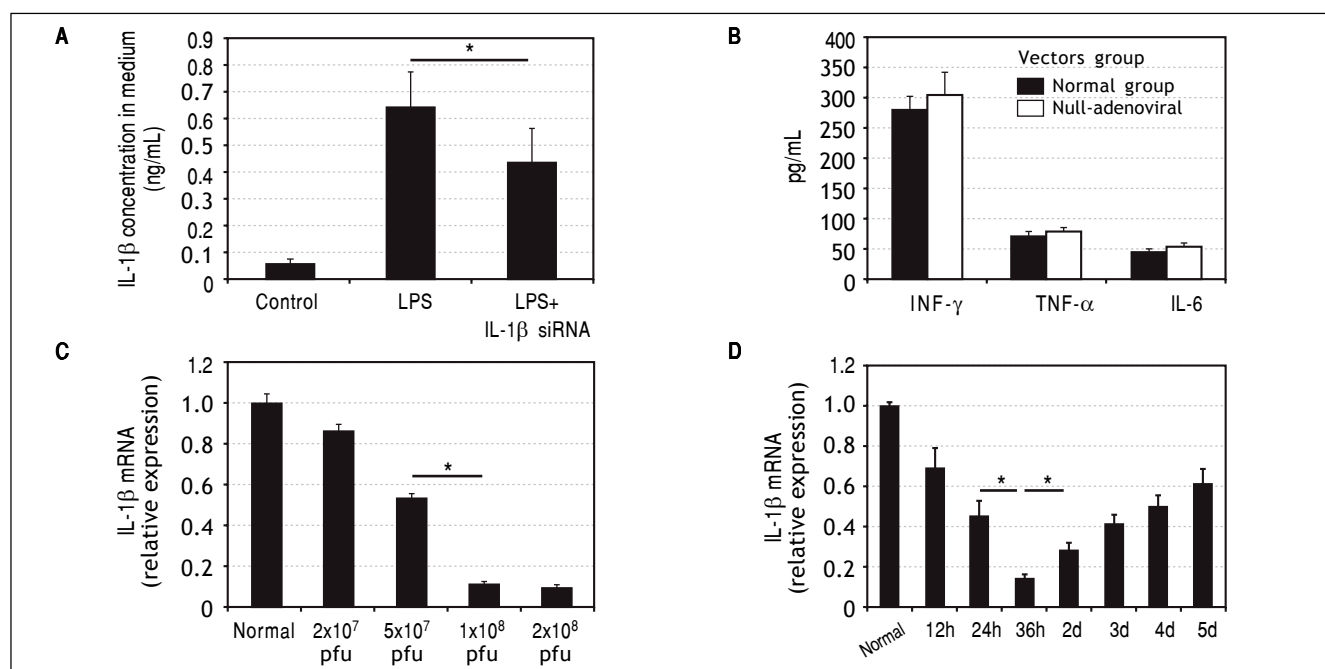 A
IL-1β concentration in medium
(ng/mL)
0.9
0.8
0.7
0.6
0.5
0.4
0.3
0.2
0.1
0
*
Control
LPS
LPS+
IL-1β siRNA
B
pg/mL
400
350
300
250
200
150
100
50
0
Vectors group
Normal group
Null-adenoviral
INF-γ
TNF-α
IL-6
C
IL-1β mRNA
(relative expression)
1.2
1.0
0.8
0.6
0.4
0.2
0
*
Normal
2x10⁷
pfu
5x10⁷
pfu
1x10⁸
pfu
2x10⁸
pfu
D
IL-1β mRNA
(relative expression)
1.2
1.0
0.8
0.6
0.4
0.2
0
*
*
Normal
12h
24h
36h
2d
3d
4d
5d